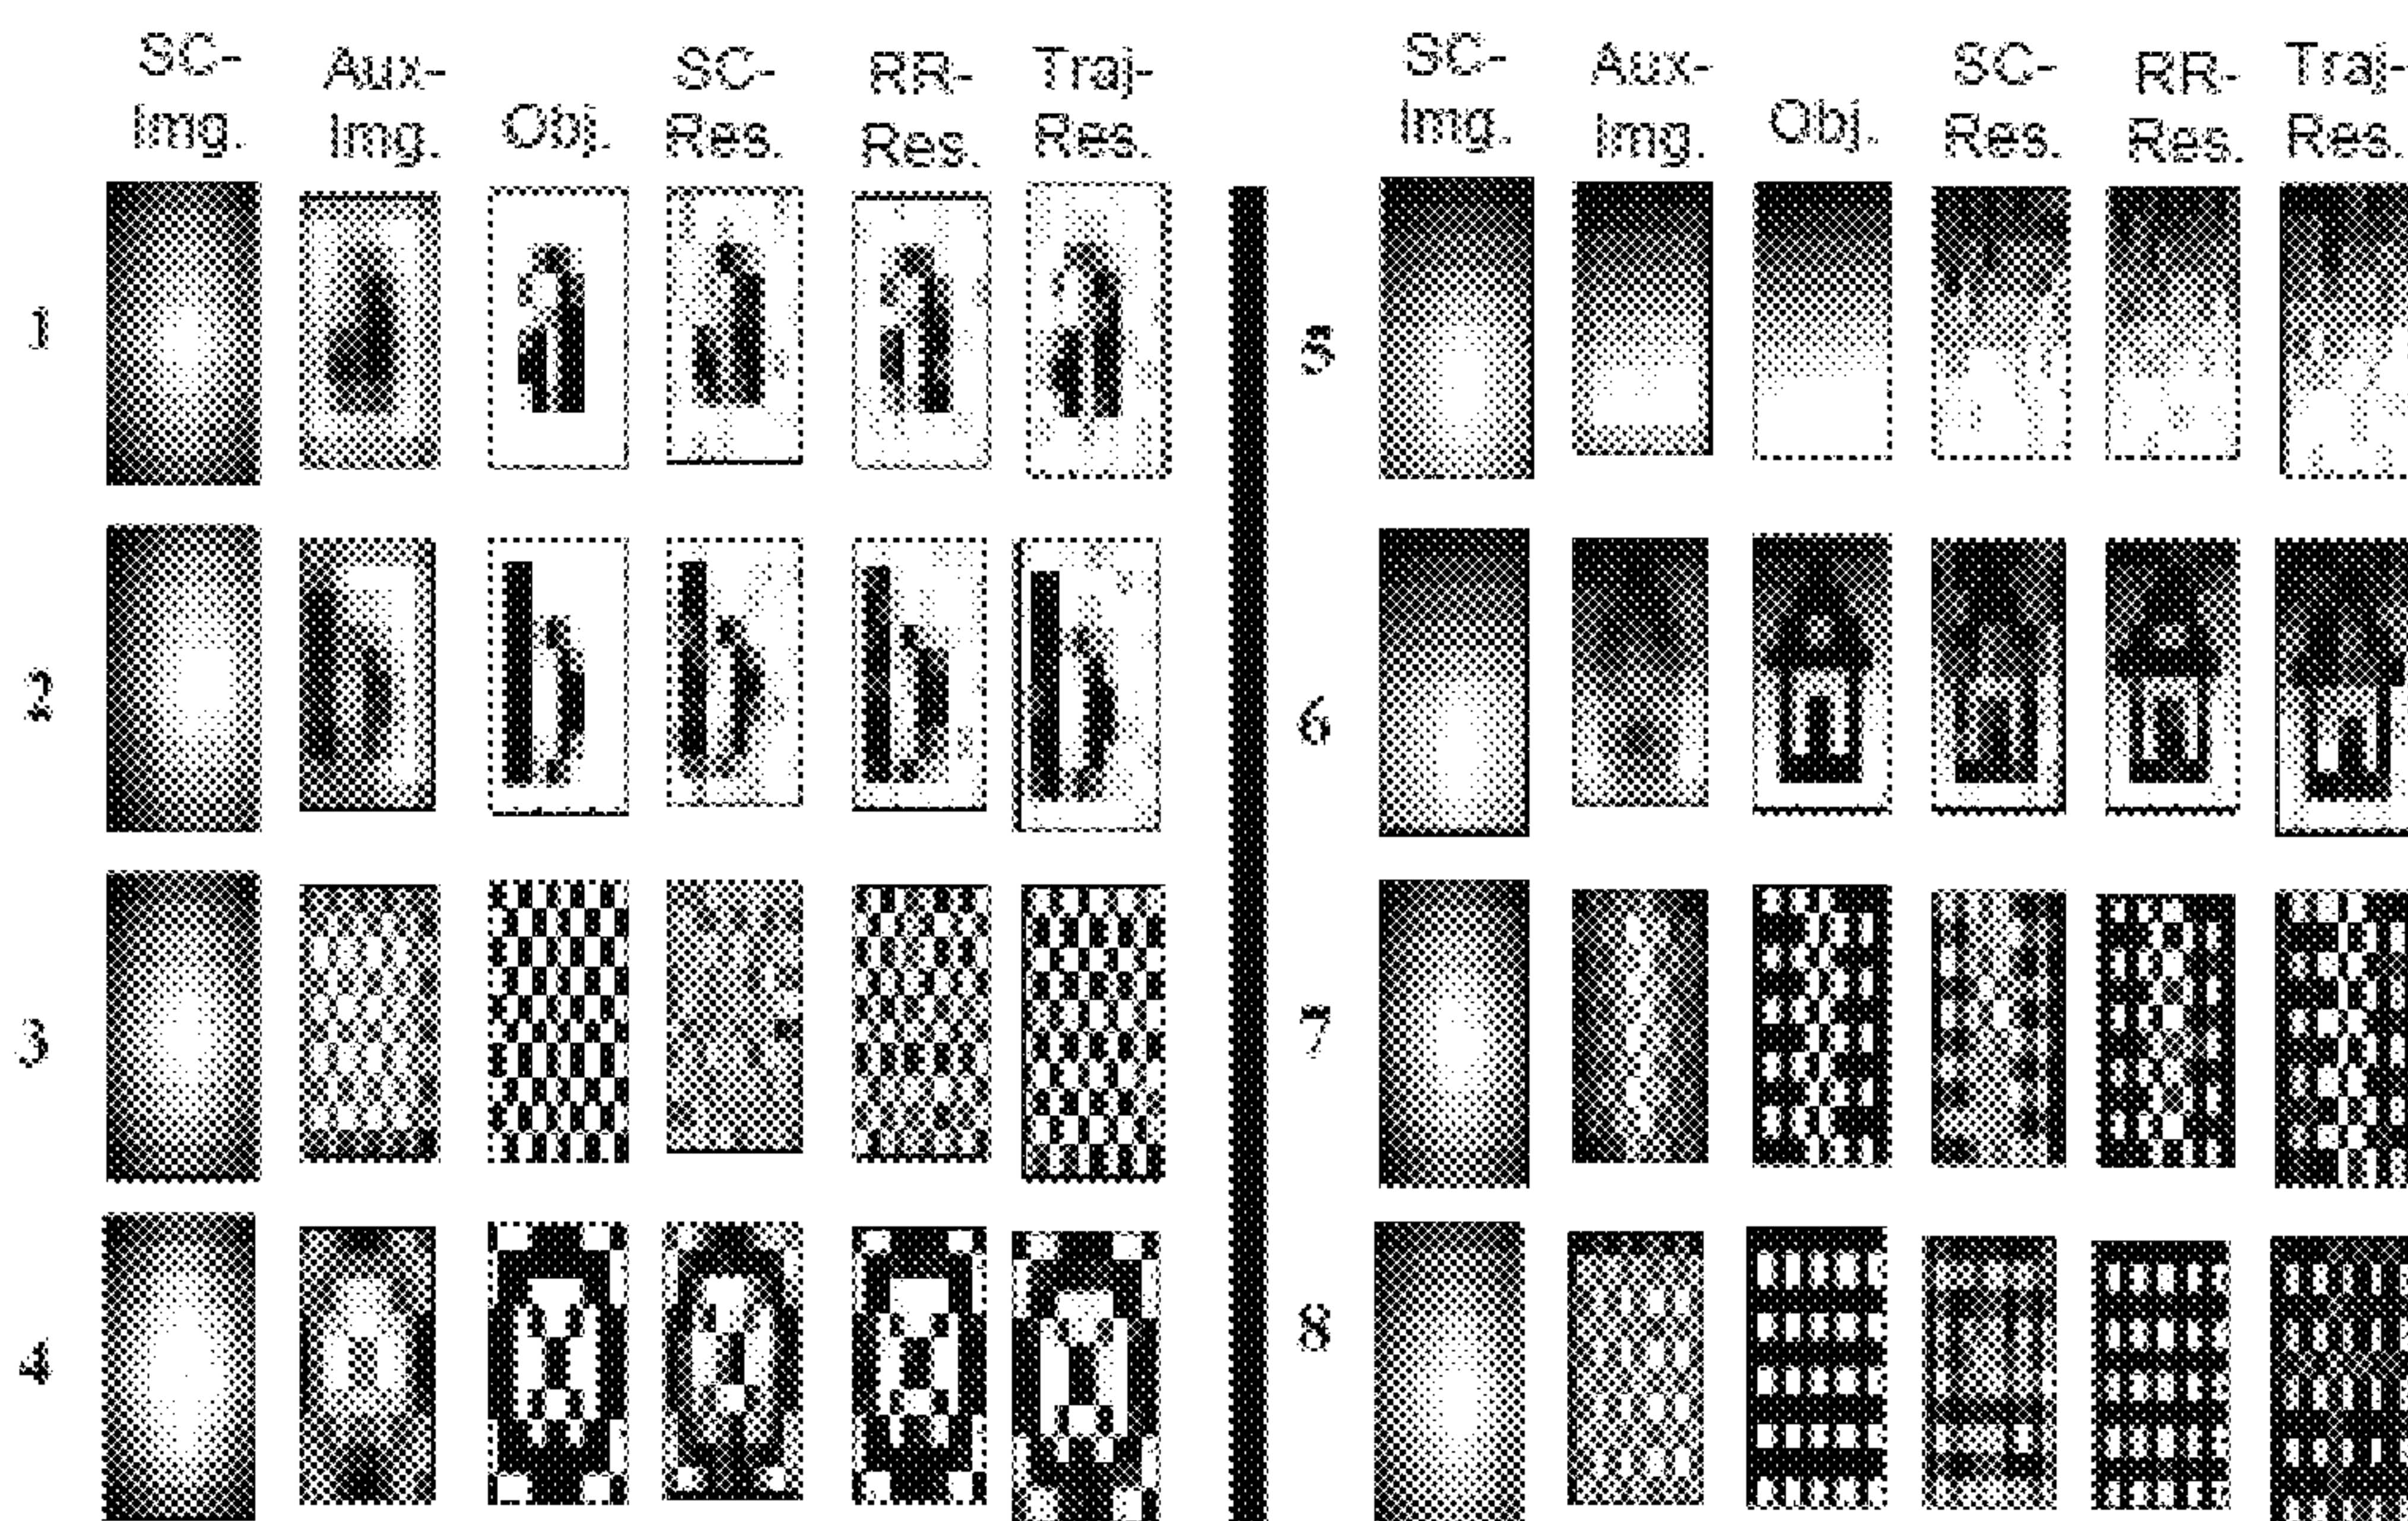 SC-Img. Aux-Img. Obj. SC-Res. RR-Res. Traj-Res. SC-Img. Aux-Img. Obj. SC-Res. RR-Res. Traj-Res.
1 5
2 6
3 7
4 8